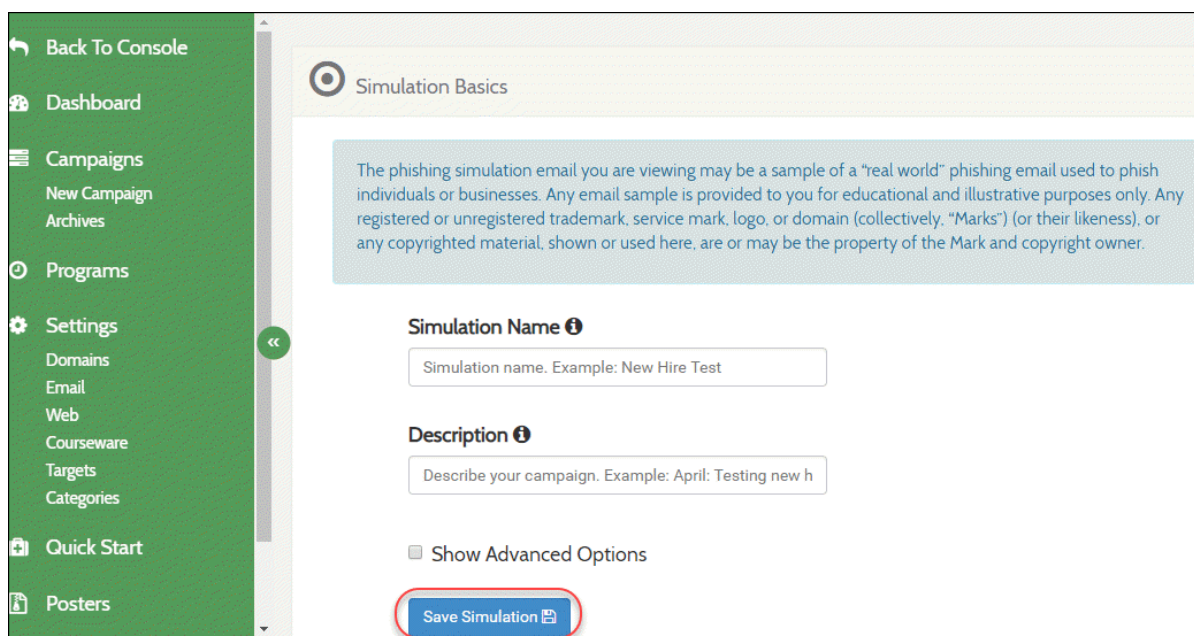 Back To Console
Dashboard
Campaigns
New Campaign
Archives
Programs
Settings
Domains
Email
Web
Courseware
Targets
Categories
Quick Start
Posters
«
Simulation Basics
The phishing simulation email you are viewing may be a sample of a “real world” phishing email used to phish
individuals or businesses. Any email sample is provided to you for educational and illustrative purposes only. Any
registered or unregistered trademark, service mark, logo, or domain (collectively, “Marks”) (or their likeness), or
any copyrighted material, shown or used here, are or may be the property of the Mark and copyright owner.
Simulation Name
Simulation name. Example: New Hire Test
Description
Describe your campaign. Example: April: Testing new h
Show Advanced Options
Save Simulation